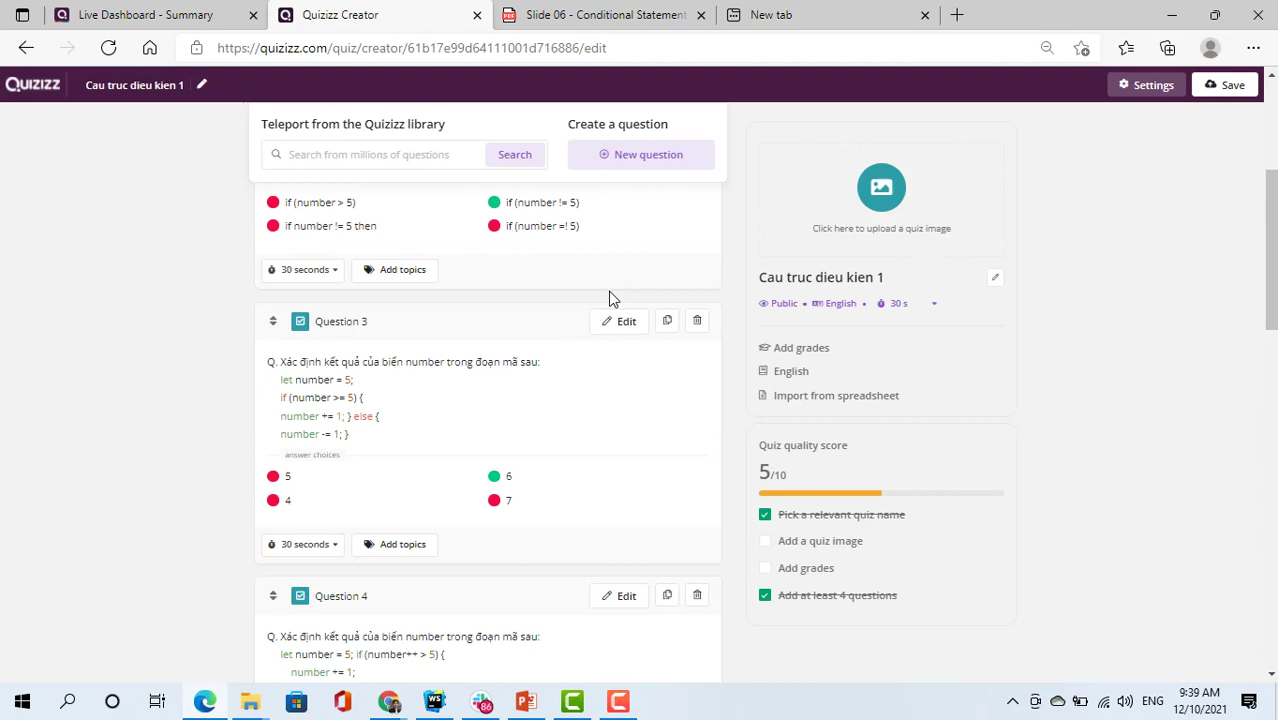 Live Dashboard - Summary
Quizizz Creator
Slide 06 - Conditional Statement
New tab
https://quizizz.com/quiz/creator/61b17e99d64111001d716886/edit
Quizizz
Cau truc dieu kien 1
Settings
Save
Teleport from the Quizizz library
Create a question
Search from millions of questions
Search
New question
if (number > 5)
if (number != 5)
if number != 5 then
if (number =! 5)
30 seconds
Add topics
Question 3
Edit
Q. Xác định kết quả của biến number trong đoạn mã sau:
let number = 5;
if (number >= 5) {
number += 1; } else {
number -= 1; }
answer choices
5
6
4
7
30 seconds
Add topics
Question 4
Edit
Q. Xác định kết quả của biến number trong đoạn mã sau:
let number = 5; if (number++ > 5) {
number += 1;
Click here to upload a quiz image
Cau truc dieu kien 1
Public
English
30 s
Add grades
English
Import from spreadsheet
Quiz quality score
5/10
Pick a relevant quiz name
Add a quiz image
Add grades
Add at least 4 questions
86
ENG
9:39 AM
12/10/2021